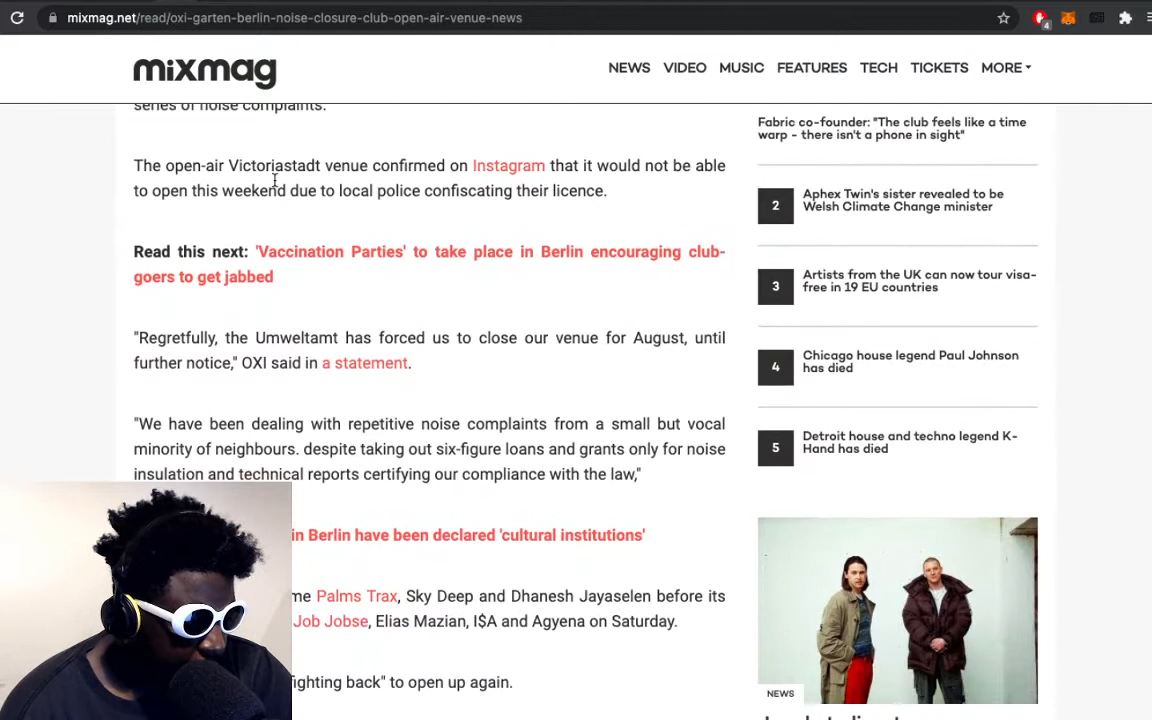 mixmag.net/read/oxi-garten-berlin-noise-closure-club-open-air-venue-news
4
mixmag
NEWS VIDEO MUSIC FEATURES TECH TICKETS MORE
series of noise complaints.
The open-air Victoriastadt venue confirmed on Instagram that it would not be able
to open this weekend due to local police confiscating their licence.
Read this next: 'Vaccination Parties' to take place in Berlin encouraging club-
goers to get jabbed
"Regretfully, the Umweltamt has forced us to close our venue for August, until
further notice," OXI said in a statement.
"We have been dealing with repetitive noise complaints from a small but vocal
minority of neighbours. despite taking out six-figure loans and grants only for noise
insulation and technical reports certifying our compliance with the law,"
in Berlin have been declared 'cultural institutions'
me Palms Trax, Sky Deep and Dhanesh Jayaselen before its
Job Jobse, Elias Mazian, I$A and Agyena on Saturday.
ighting back" to open up again.
Fabric co-founder: "The club feels like a time
warp - there isn't a phone in sight"
2
Aphex Twin's sister revealed to be
Welsh Climate Change minister
3
Artists from the UK can now tour visa-
free in 19 EU countries
4
Chicago house legend Paul Johnson
has died
5
Detroit house and techno legend K-
Hand has died
NEWS